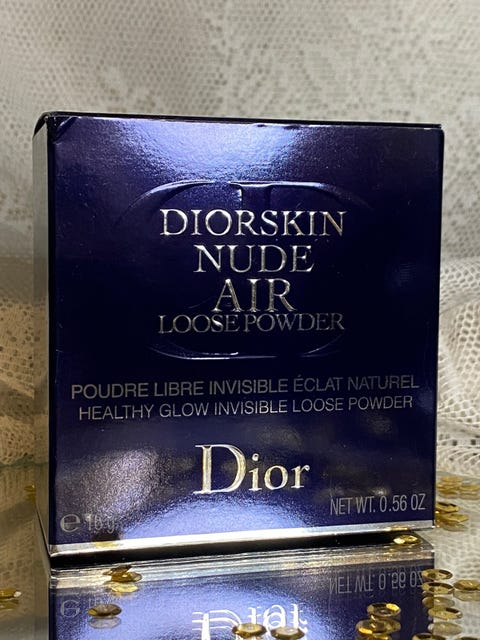 DIORSKIN
NUDE
AIR
LOOSE POWDER
POUDRE LIBRE INVISIBLE ÉCLAT NATUREL
HEALTHY GLOW INVISIBLE LOOSE POWDER
Dior
℮ 16 g NET WT. 0.56 OZ